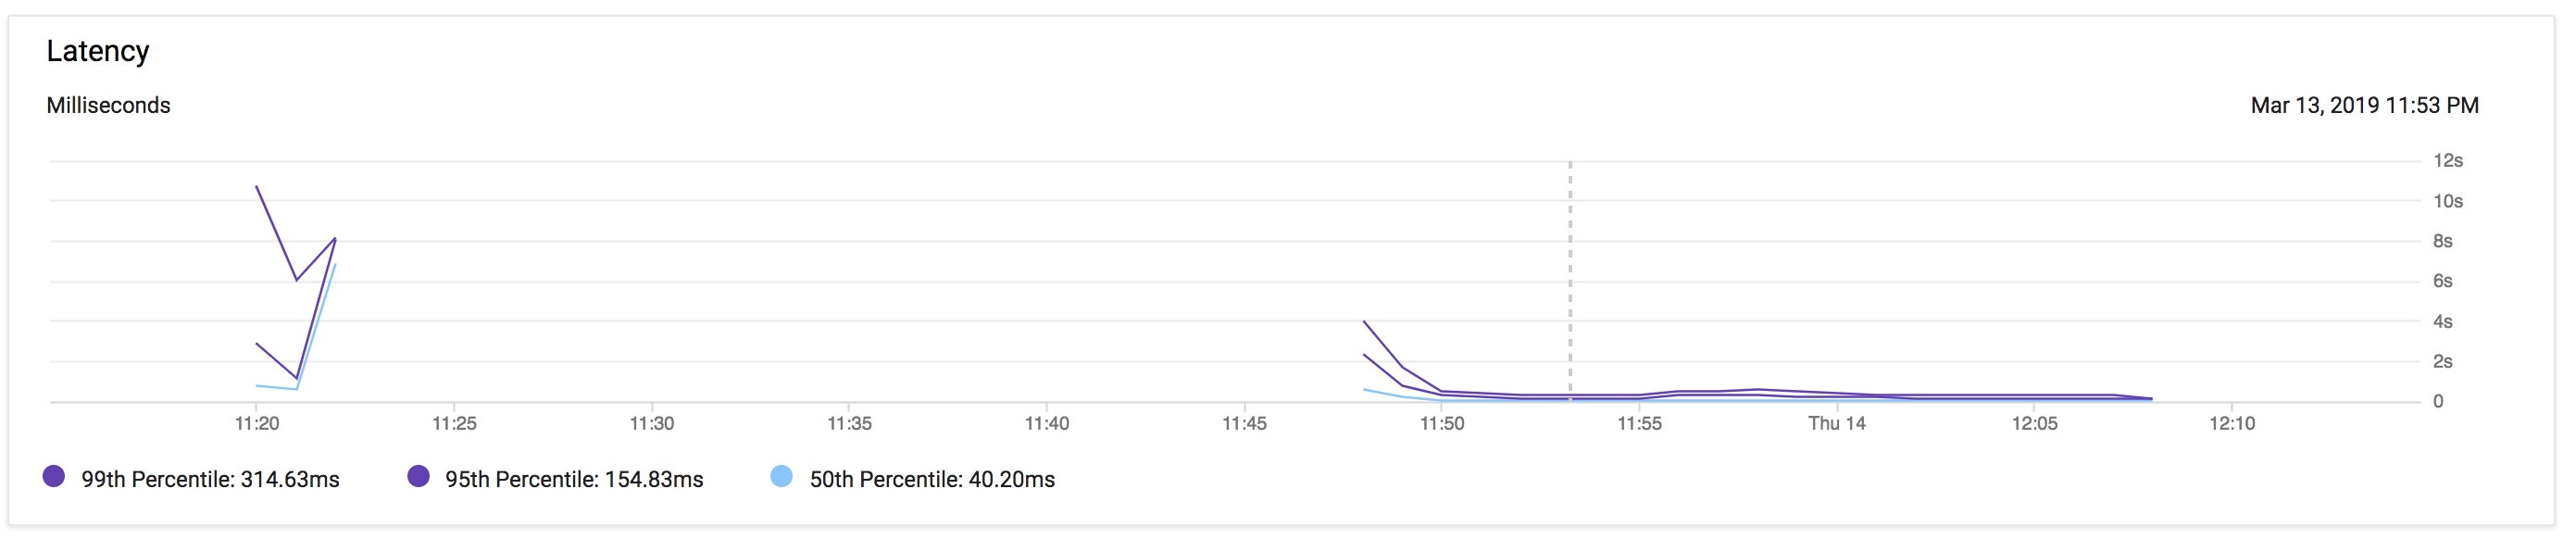 Latency
Milliseconds
Mar 13, 2019 11:53 PM
12s
10s
8s
6s
4s
2s
0
11:20 11:25 11:30 11:35 11:40 11:45 11:50 11:55 Thu 14 12:05 12:10
99th Percentile: 314.63ms 95th Percentile: 154.83ms 50th Percentile: 40.20ms